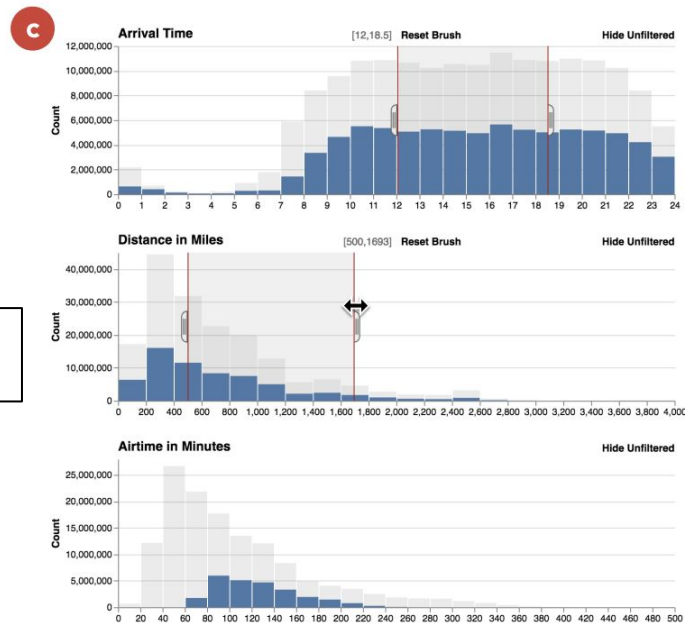 C
Arrival Time [12,18.5] Reset Brush Hide Unfiltered
12,000,000
10,000,000
8,000,000
6,000,000
4,000,000
2,000,000
0
Count
0 1 2 3 4 5 6 7 8 9 10 11 12 13 14 15 16 17 18 19 20 21 22 23 24
Distance in Miles [500,1693] Reset Brush Hide Unfiltered
40,000,000
30,000,000
20,000,000
10,000,000
0
Count
0 200 400 600 800 1,000 1,200 1,400 1,600 1,800 2,000 2,200 2,400 2,600 2,800 3,000 3,200 3,400 3,600 3,800 4,000
Airtime in Minutes Hide Unfiltered
25,000,000
20,000,000
15,000,000
10,000,000
5,000,000
0
Count
0 20 40 60 80 100 120 140 160 180 200 220 240 260 280 300 320 340 360 380 400 420 440 460 480 500